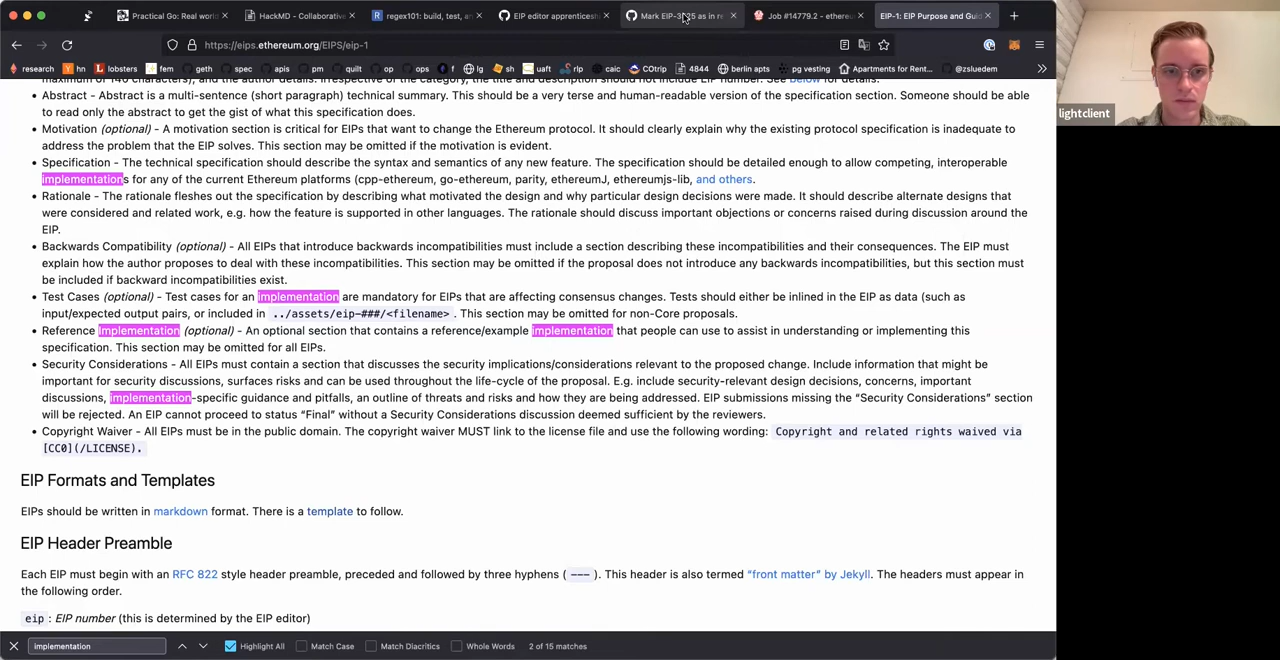 Practical Go: Real worl
HackMD - Collaborative
regex101: build, test, an
EIP editor apprenticesh
Mark EIP-3 25 as in re
Job #14779.2 - ethereu
EIP-1: EIP Purpose and Gui
https://eips.ethereum.org/EIPS/eip-1
research
hn
Lobsters
fem
geth
spec
apis
pm
quilt
op
ops
f
lg
sh
uaft
rlp
caic
COtrip
4844
berlin apts
pg vesting
Apartments for Rent...
@zsluedem
Abstract - Abstract is a multi-sentence (short paragraph) technical summary. This should be a very terse and human-readable version of the specification section. Someone should be able
to read only the abstract to get the gist of what this specification does.
Motivation (optional) - A motivation section is critical for EIPs that want to change the Ethereum protocol. It should clearly explain why the existing protocol specification is inadequate to
address the problem that the EIP solves. This section may be omitted if the motivation is evident.
Specification - The technical specification should describe the syntax and semantics of any new feature. The specification should be detailed enough to allow competing, interoperable
implementations for any of the current Ethereum platforms (cpp-ethereum, go-ethereum, parity, ethereumJ, ethereumjs-lib, and others.
Rationale - The rationale fleshes out the specification by describing what motivated the design and why particular design decisions were made. It should describe alternate designs that
were considered and related work, e.g. how the feature is supported in other languages. The rationale should discuss important objections or concerns raised during discussion around the
EIP.
Backwards Compatibility (optional) - All EIPs that introduce backwards incompatibilities must include a section describing these incompatibilities and their consequences. The EIP must
explain how the author proposes to deal with these incompatibilities. This section may be omitted if the proposal does not introduce any backwards incompatibilities, but this section must
be included if backward incompatibilities exist.
Test Cases (optional) - Test cases for an implementation are mandatory for EIPs that are affecting consensus changes. Tests should either be inlined in the EIP as data (such as
input/expected output pairs, or included in ../assets/eip-###/<filename>. This section may be omitted for non-Core proposals.
Reference Implementation (optional) - An optional section that contains a reference/example implementation that people can use to assist in understanding or implementing this
specification. This section may be omitted for all EIPs.
Security Considerations - All EIPs must contain a section that discusses the security implications/considerations relevant to the proposed change. Include information that might be
important for security discussions, surfaces risks and can be used throughout the life-cycle of the proposal. E.g. include security-relevant design decisions, concerns, important
discussions, implementation-specific guidance and pitfalls, an outline of threats and risks and how they are being addressed. EIP submissions missing the “Security Considerations” section
will be rejected. An EIP cannot proceed to status “Final” without a Security Considerations discussion deemed sufficient by the reviewers.
Copyright Waiver - All EIPs must be in the public domain. The copyright waiver MUST link to the license file and use the following wording: Copyright and related rights waived via
[CC0](/LICENSE).
EIP Formats and Templates
EIPs should be written in markdown format. There is a template to follow.
EIP Header Preamble
Each EIP must begin with an RFC 822 style header preamble, preceded and followed by three hyphens ( --- ). This header is also termed “front matter” by Jekyll. The headers must appear in
the following order.
eip : EIP number (this is determined by the EIP editor)
implementation
Highlight All
Match Case
Match Diacritics
Whole Words
2 of 15 matches
lightclient